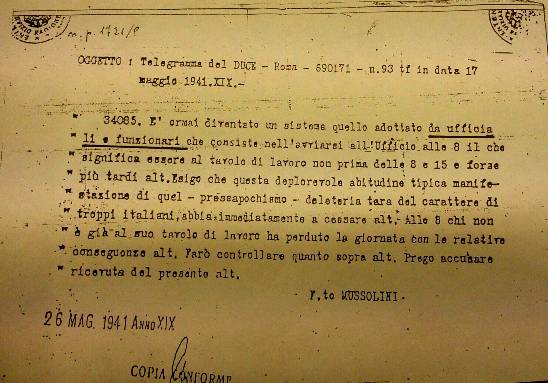 n. p. 1721/8
OGGETTO : Telegramma del DUCE - Roma - 690171 - n.93 tf in data 17
maggio 1941.XIX.-
" 34085. E' ormai diventato un sistema quello adottato da ufficia
" li e funzionari che consiste nell'avviarsi all'Ufficio alle 8 il che
" significa essere al tavolo di lavoro non prima delle 8 e 15 e forse
" più tardi alt.Esigo che questa deplorevole abitudine tipica manife-
" stazione di quel - pressapochismo - deleteria tara del carattere di
" troppi italiani,abbia immediatamente a cessare alt.- Alle 8 chi non
" è già al suo tavolo di lavoro ha perduto la giornata con le relative
" conseguenze alt. Farò controllare quanto sopra alt. Prego accusare
" ricevuta del presente alt.
F.to MUSSOLINI-
26 MAG. 1941 ANNO XIX
COPIA CONFORME